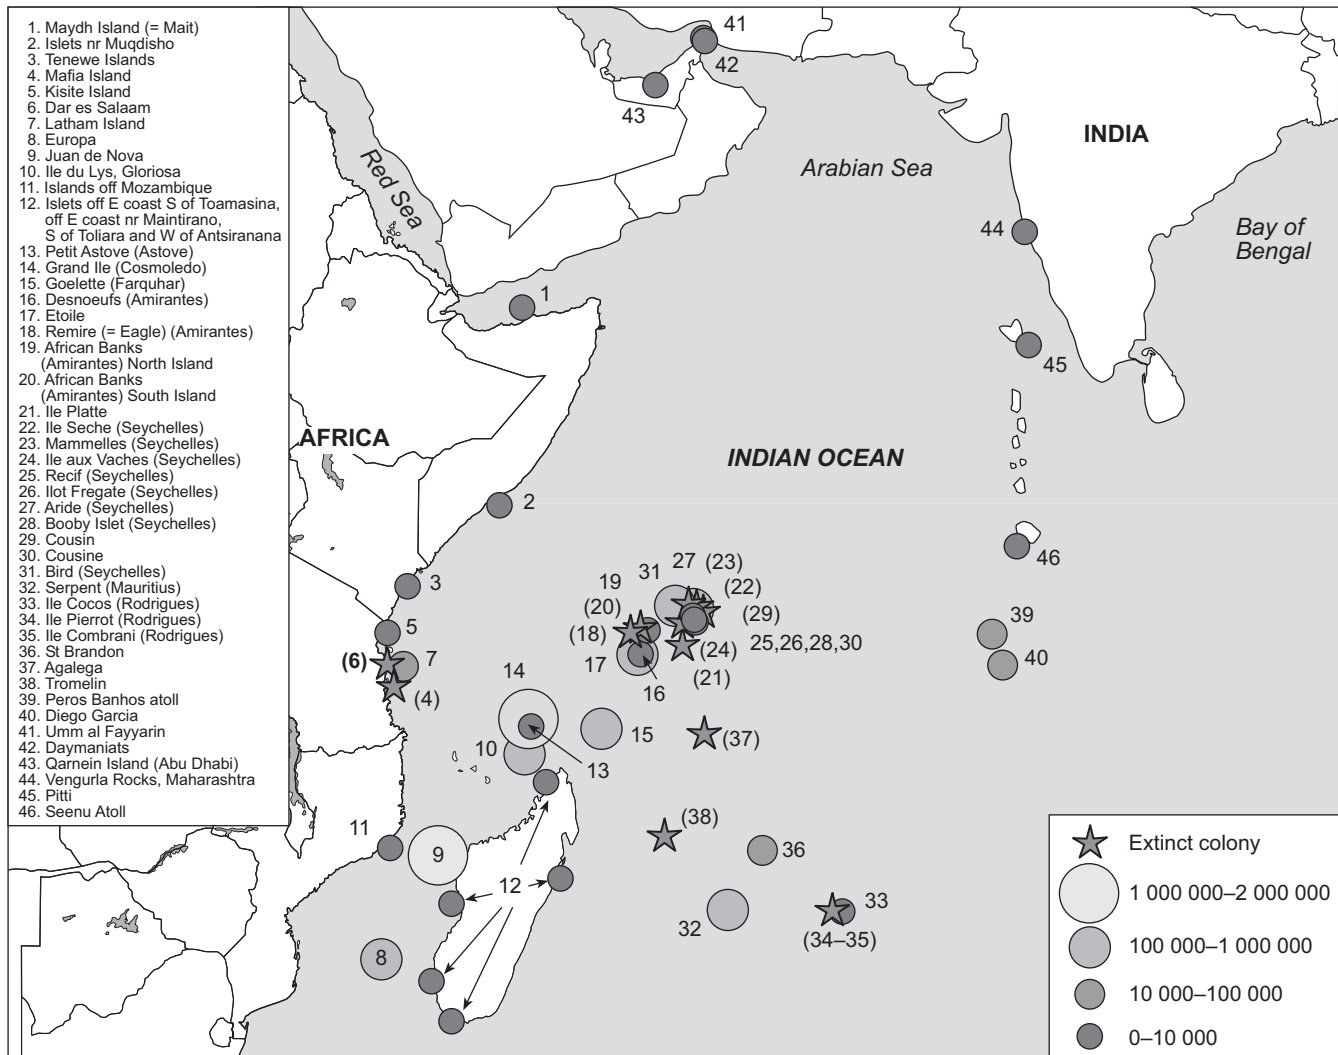 1. Maydh Island (= Mait)
2. Islets nr Muqdisho
3. Tenewe Islands
4. Mafia Island
5. Kisite Island
6. Dar es Salaam
7. Latham Island
8. Europa
9. Juan de Nova
10. Ile du Lys, Gloriosa
11. Islands off Mozambique
12. Islets off E coast S of Toamasina,
off E coast nr Maintirano,
S of Toliara and W of Antsiranana
13. Petit Astove (Astove)
14. Grand Ile (Cosmoledo)
15. Goelette (Farquhar)
16. Desnoeufs (Amirantes)
17. Etoile
18. Remire (= Eagle) (Amirantes)
19. African Banks
(Amirantes) North Island
20. African Banks
(Amirantes) South Island
21. Ile Platte
22. Ile Seche (Seychelles)
23. Mammelles (Seychelles)
24. Ile aux Vaches (Seychelles)
25. Recif (Seychelles)
26. Ilot Fregate (Seychelles)
27. Aride (Seychelles)
28. Booby Islet (Seychelles)
29. Cousin
30. Cousine
31. Bird (Seychelles)
32. Serpent (Mauritius)
33. Ile Cocos (Rodrigues)
34. Ile Pierrot (Rodrigues)
35. Ile Combrani (Rodrigues)
36. St Brandon
37. Agalega
38. Tromelin
39. Peros Banhos atoll
40. Diego Garcia
41. Umm al Fayyarin
42. Daymaniats
43. Qarnein Island (Abu Dhabi)
44. Vengurla Rocks, Maharashtra
45. Pitti
46. Seenu Atoll
41
42
43
INDIA
Arabian Sea
Red Sea
44
Bay of
Bengal
1
45
AFRICA
INDIAN OCEAN
2
46
3
31
27
(23)
19
(22)
(20)
(29)
5
(18)
25,26,28,30
39
(6)
7
17
(24)
40
(4)
16
(21)
14
15
(37)
10
13
(38)
11
9
36
12
32
33
(34–35)
8
Extinct colony
1 000 000–2 000 000
100 000–1 000 000
10 000–100 000
0–10 000